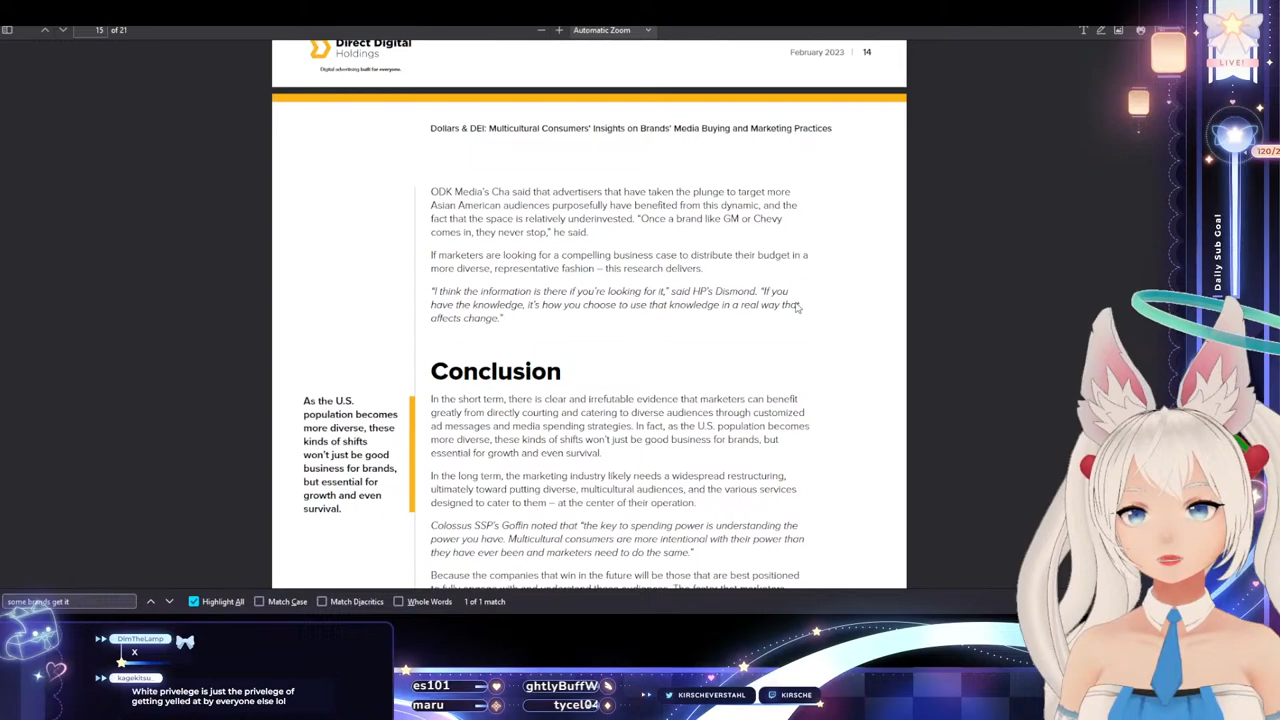 15 of 21
Automatic Zoom
LIVE!
120/2
Daily Sub Goal
Direct Digital
Holdings
Digital advertising built for everyone.
February 2023 | 14
Dollars & DEI: Multicultural Consumers' Insights on Brands' Media Buying and Marketing Practices
ODK Media's Cha said that advertisers that have taken the plunge to target more
Asian American audiences purposefully have benefited from this dynamic, and the
fact that the space is relatively underinvested. “Once a brand like GM or Chevy
comes in, they never stop,” he said.
If marketers are looking for a compelling business case to distribute their budget in a
more diverse, representative fashion – this research delivers.
“I think the information is there if you're looking for it,” said HP's Dismond. “If you
have the knowledge, it's how you choose to use that knowledge in a real way that
affects change.”
Conclusion
As the U.S.
population becomes
more diverse, these
kinds of shifts
won't just be good
business for brands,
but essential for
growth and even
survival.
In the short term, there is clear and irrefutable evidence that marketers can benefit
greatly from directly courting and catering to diverse audiences through customized
ad messages and media spending strategies. In fact, as the U.S. population becomes
more diverse, these kinds of shifts won't just be good business for brands, but
essential for growth and even survival.
In the long term, the marketing industry likely needs a widespread restructuring,
ultimately toward putting diverse, multicultural audiences, and the various services
designed to cater to them – at the center of their operation.
Colossus SSP's Goffin noted that “the key to spending power is understanding the
power you have. Multicultural consumers are more intentional with their power than
they have ever been and marketers need to do the same.”
Because the companies that win in the future will be those that are best positioned
some brands get it
Highlight All
Match Case
Match Diacritics
Whole Words
1 of 1 match
DImTheLamp
X
kagekitsu_
White privelege is just the privelege of
getting yelled at by everyone else lol
es101
ghtlyBuffW
maru
tycel04
KIRSCHEVERSTAHL
KIRSCHE